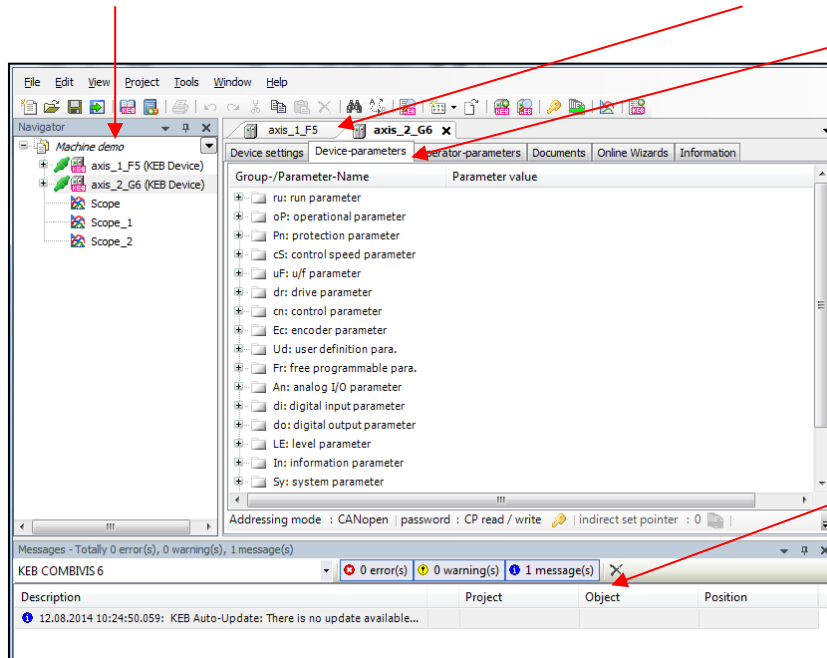 File Edit View Project Tools Window Help
Navigator
axis_1_F5 axis_2_G6
Machine demo
axis_1_F5 (KEB Device)
axis_2_G6 (KEB Device)
Scope
Scope_1
Scope_2
Device settings Device-parameters Documents Online Wizards Information
Group-/Parameter-Name Parameter value
ru: run parameter
oP: operational parameter
Pn: protection parameter
cS: control speed parameter
uF: u/f parameter
dr: drive parameter
cn: control parameter
Ec: encoder parameter
Ud: user definition para.
Fr: free programmable para.
An: analog I/O parameter
di: digital input parameter
do: digital output parameter
LE: level parameter
In: information parameter
Sy: system parameter
Addressing mode : CANopen | password : CP read / write | indirect set pointer : 0 |
Messages - Totally 0 error(s), 0 warning(s), 1 message(s)
KEB COMBIVIS 6 0 error(s) 0 warning(s) 1 message(s)
Description Project Object Position
12.08.2014 10:24:50.059: KEB Auto-Update: There is no update available...